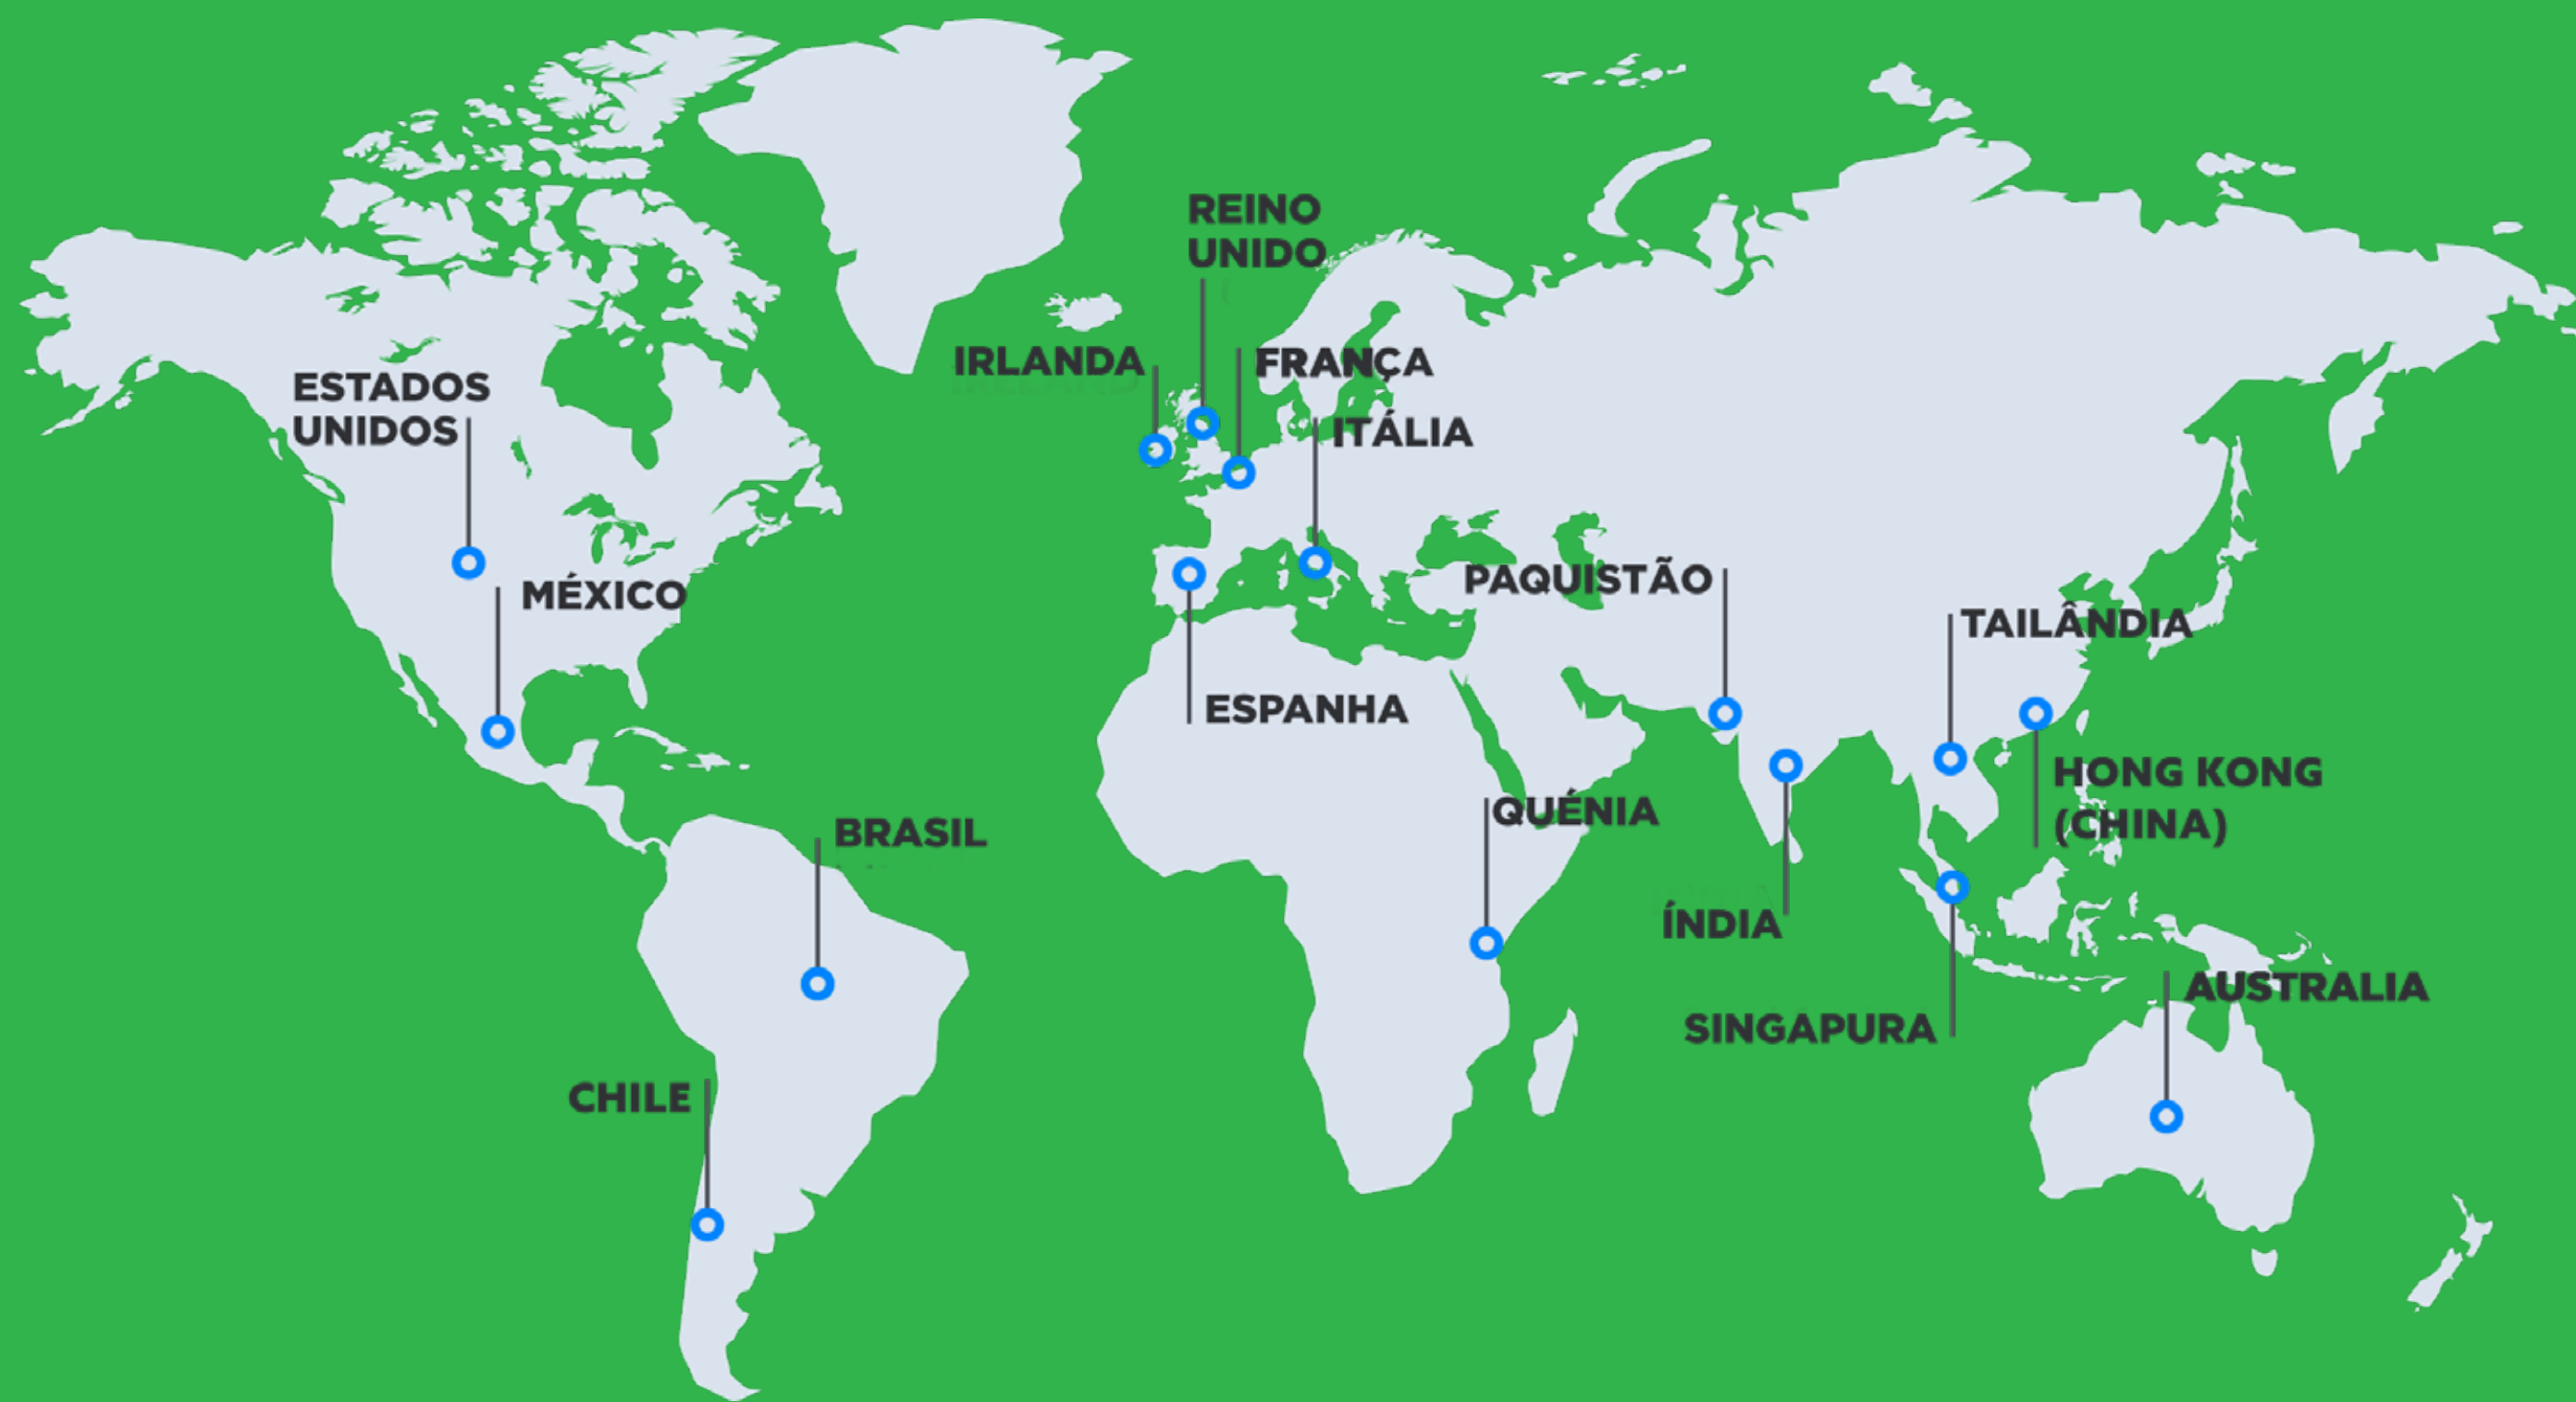 REINO
UNIDO
IRLANDA
FRANÇA
ESTADOS
UNIDOS
ITÁLIA
MÉXICO
PAQUISTÃO
TAILÂNDIA
ESPANHA
HONG KONG
(CHINA)
QUÉNIA
BRASIL
ÍNDIA
AUSTRALIA
SINGAPURA
CHILE